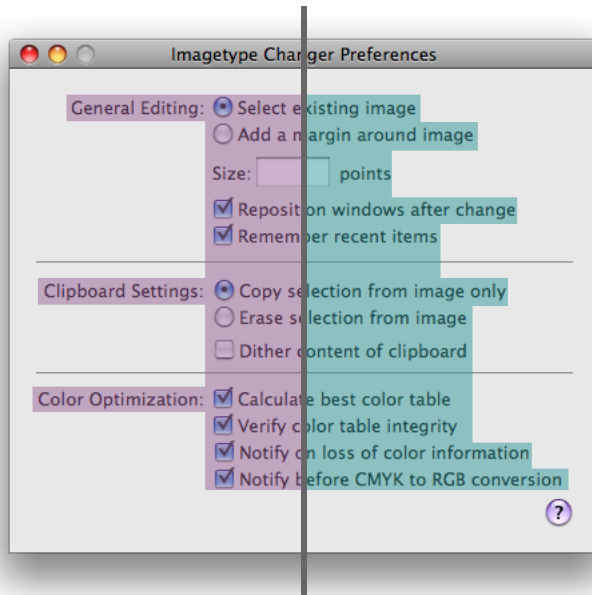 Imagetype Changer Preferences
General Editing: Select existing image
Add a margin around image
Size: points
Reposition windows after change
Remember recent items
Clipboard Settings: Copy selection from image only
Erase selection from image
Dither content of clipboard
Color Optimization: Calculate best color table
Verify color table integrity
Notify on loss of color information
Notify before CMYK to RGB conversion
?